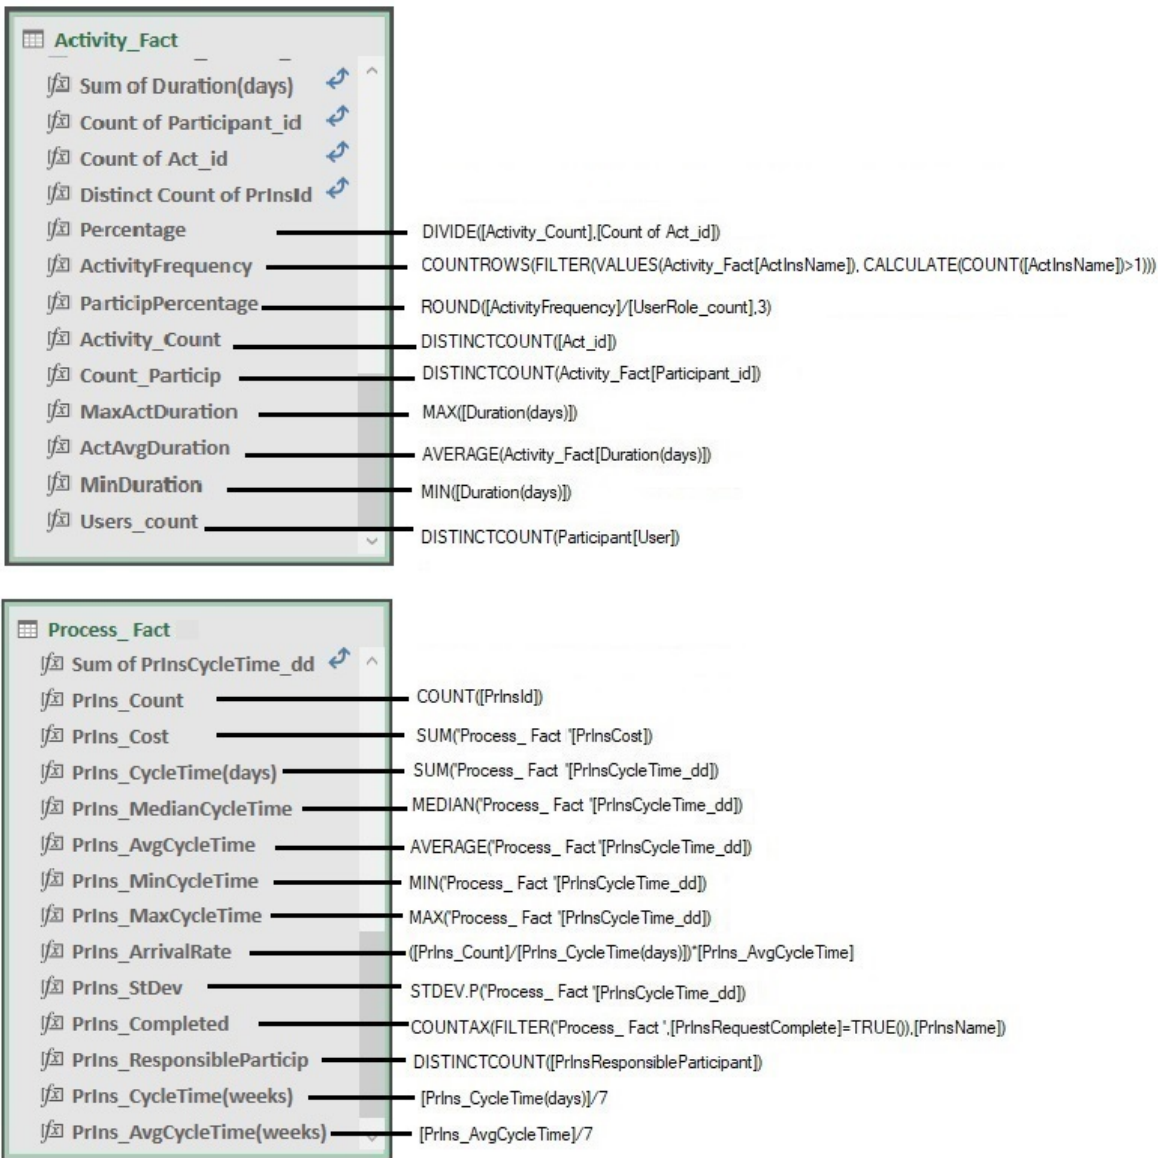 Activity_Fact
Sum of Duration(days)
Count of Participant_id
Count of Act_id
Distinct Count of PrInsId
Percentage DIVIDE([Activity_Count],[Count of Act_id])
ActivityFrequency COUNTROWS(FILTER(VALUES(Activity_Fact[ActInsName]), CALCULATE(COUNT([ActInsName])>1)))
ParticipPercentage ROUND([ActivityFrequency]/[UserRole_count],3)
Activity_Count DISTINCTCOUNT([Act_id])
Count_Particip DISTINCTCOUNT(Activity_Fact[Participant_id])
MaxActDuration MAX([Duration(days)])
ActAvgDuration AVERAGE(Activity_Fact[Duration(days)])
MinDuration MIN([Duration(days)])
Users_count DISTINCTCOUNT(Participant[User])
Process_ Fact
Sum of PrInsCycleTime_dd
PrIns_Count COUNT([PrInsId])
PrIns_Cost SUM('Process_ Fact '[PrInsCost])
PrIns_CycleTime(days) SUM('Process_ Fact '[PrInsCycleTime_dd])
PrIns_MedianCycleTime MEDIAN('Process_ Fact '[PrInsCycleTime_dd])
PrIns_AvgCycleTime AVERAGE('Process_ Fact '[PrInsCycleTime_dd])
PrIns_MinCycleTime MIN('Process_ Fact '[PrInsCycleTime_dd])
PrIns_MaxCycleTime MAX('Process_ Fact '[PrInsCycleTime_dd])
PrIns_ArrivalRate ([PrIns_Count]/[PrIns_CycleTime(days)])*[PrIns_AvgCycleTime]
PrIns_StDev STDEV.P('Process_ Fact '[PrInsCycleTime_dd])
PrIns_Completed COUNTAX(FILTER('Process_ Fact ',[PrInsRequestComplete]=TRUE()),[PrInsName])
PrIns_ResponsibleParticip DISTINCTCOUNT([PrInsResponsibleParticipant])
PrIns_CycleTime(weeks) [PrIns_CycleTime(days)]/7
PrIns_AvgCycleTime(weeks) [PrIns_AvgCycleTime]/7